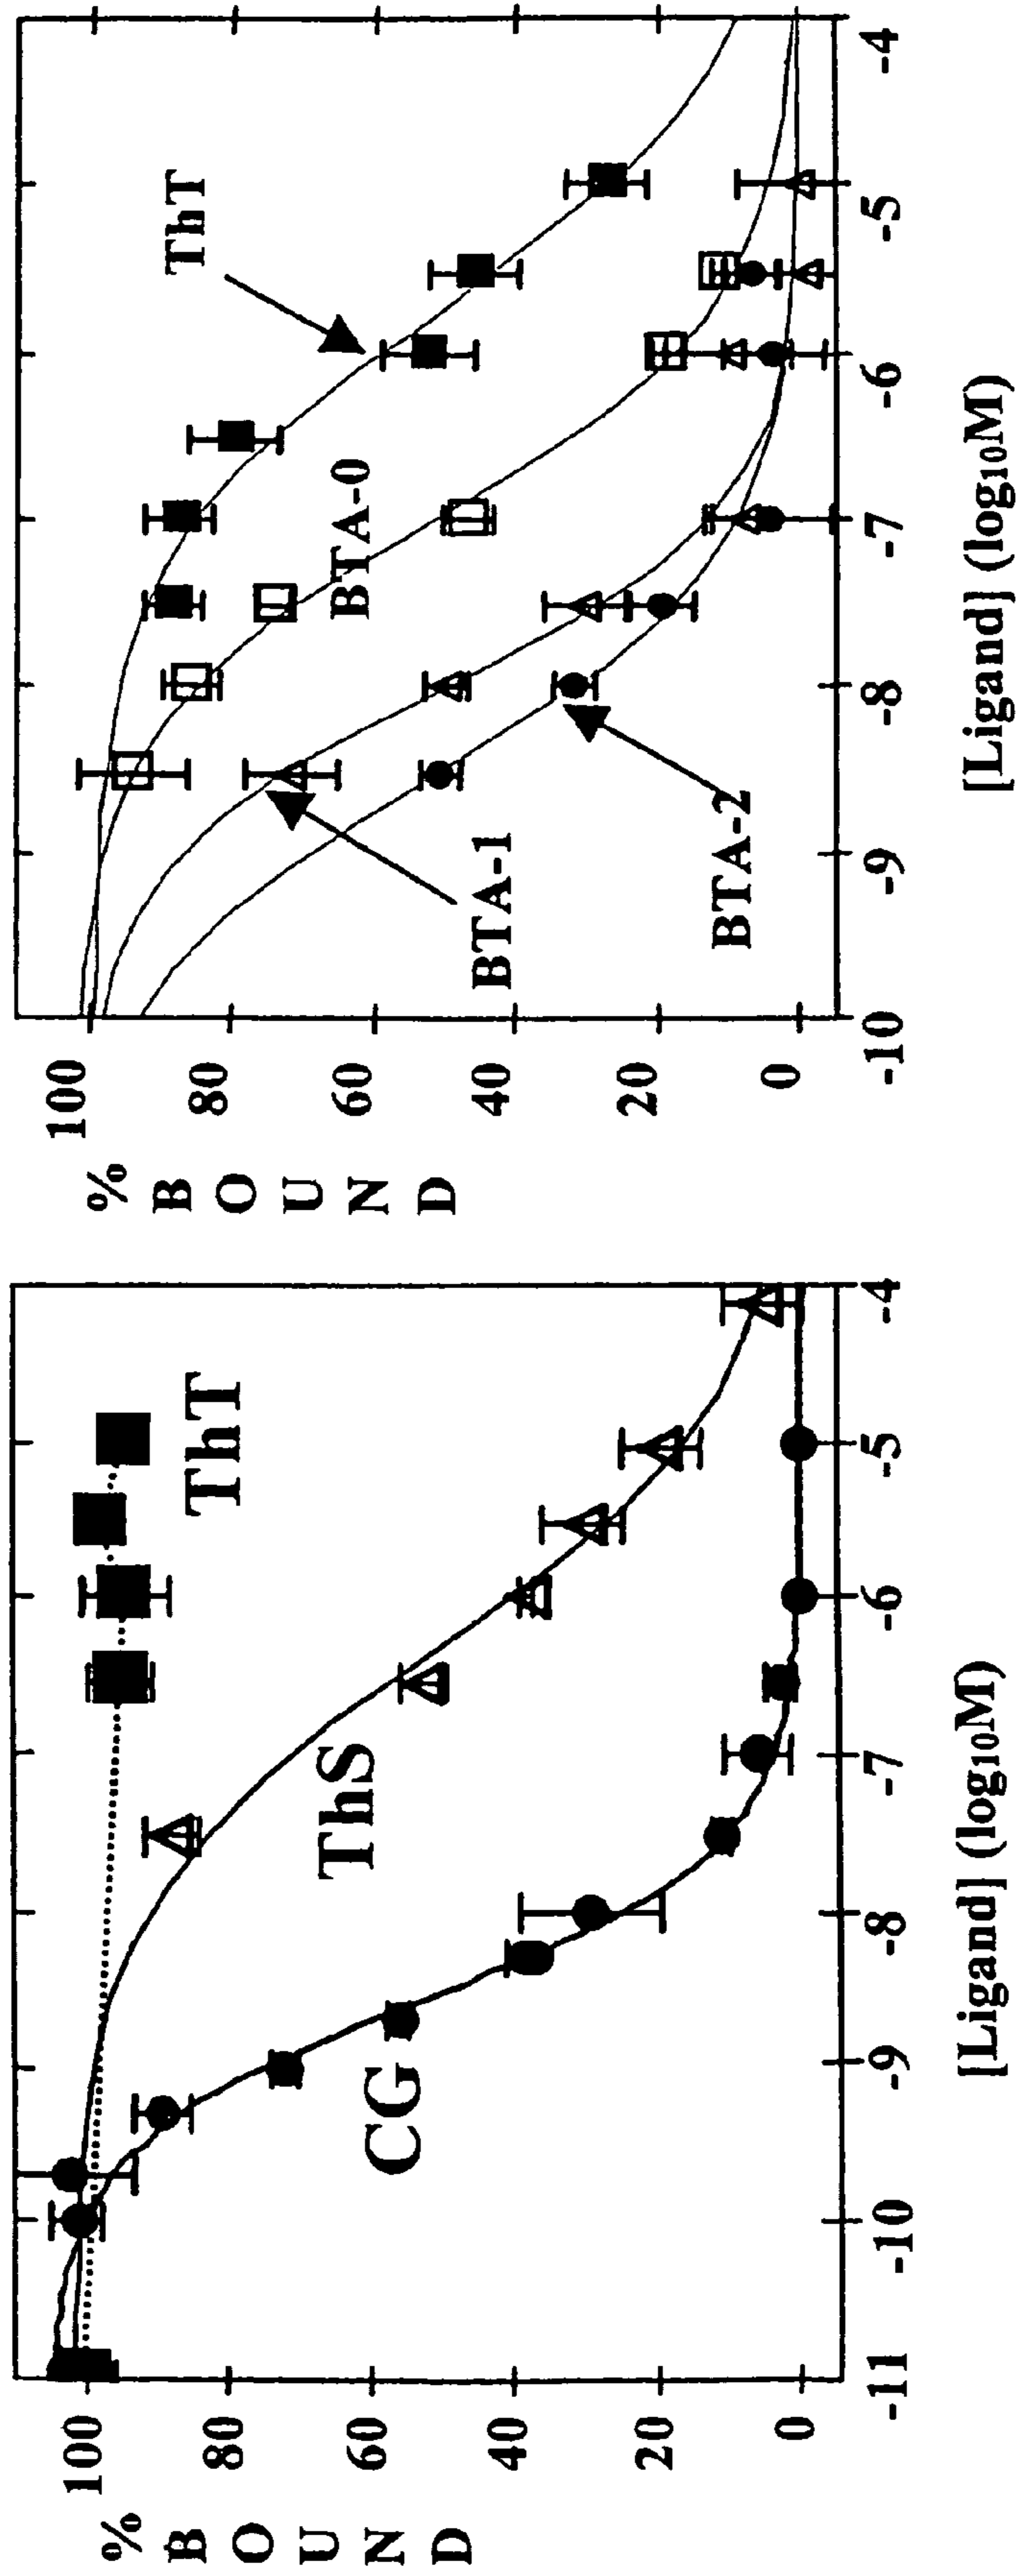 %
B
O
U
N
D
100
80
60
40
20
0
ThT
ThS
CG
-11
-10
-9
-8
-7
-6
-5
-4
[Ligand] (log10M)
%
B
O
U
N
D
100
80
60
40
20
0
ThT
BTA-0
BTA-1
BTA-2
-10
-9
-8
-7
-6
-5
-4
[Ligand] (log10M)